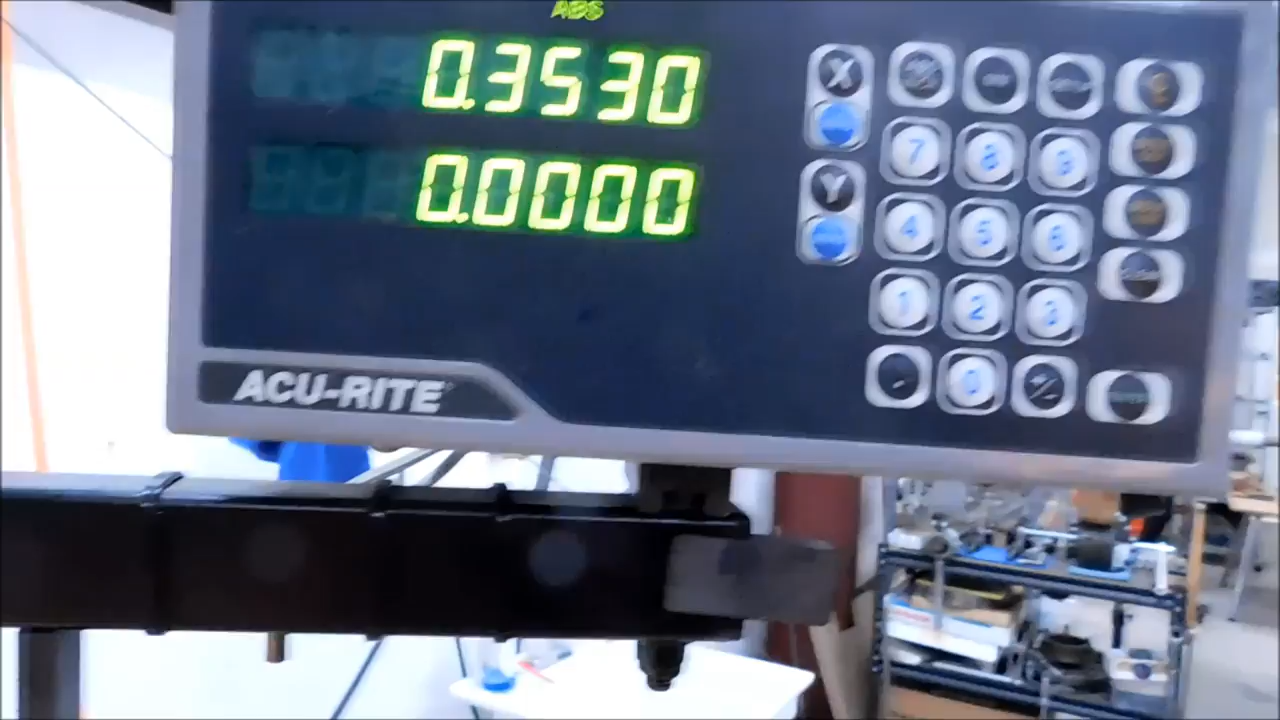 ABS
0.3530
0.0000
X
Y
7 8 9
4 5 6
1 2 3
. 0 +/-
ACU-RITE